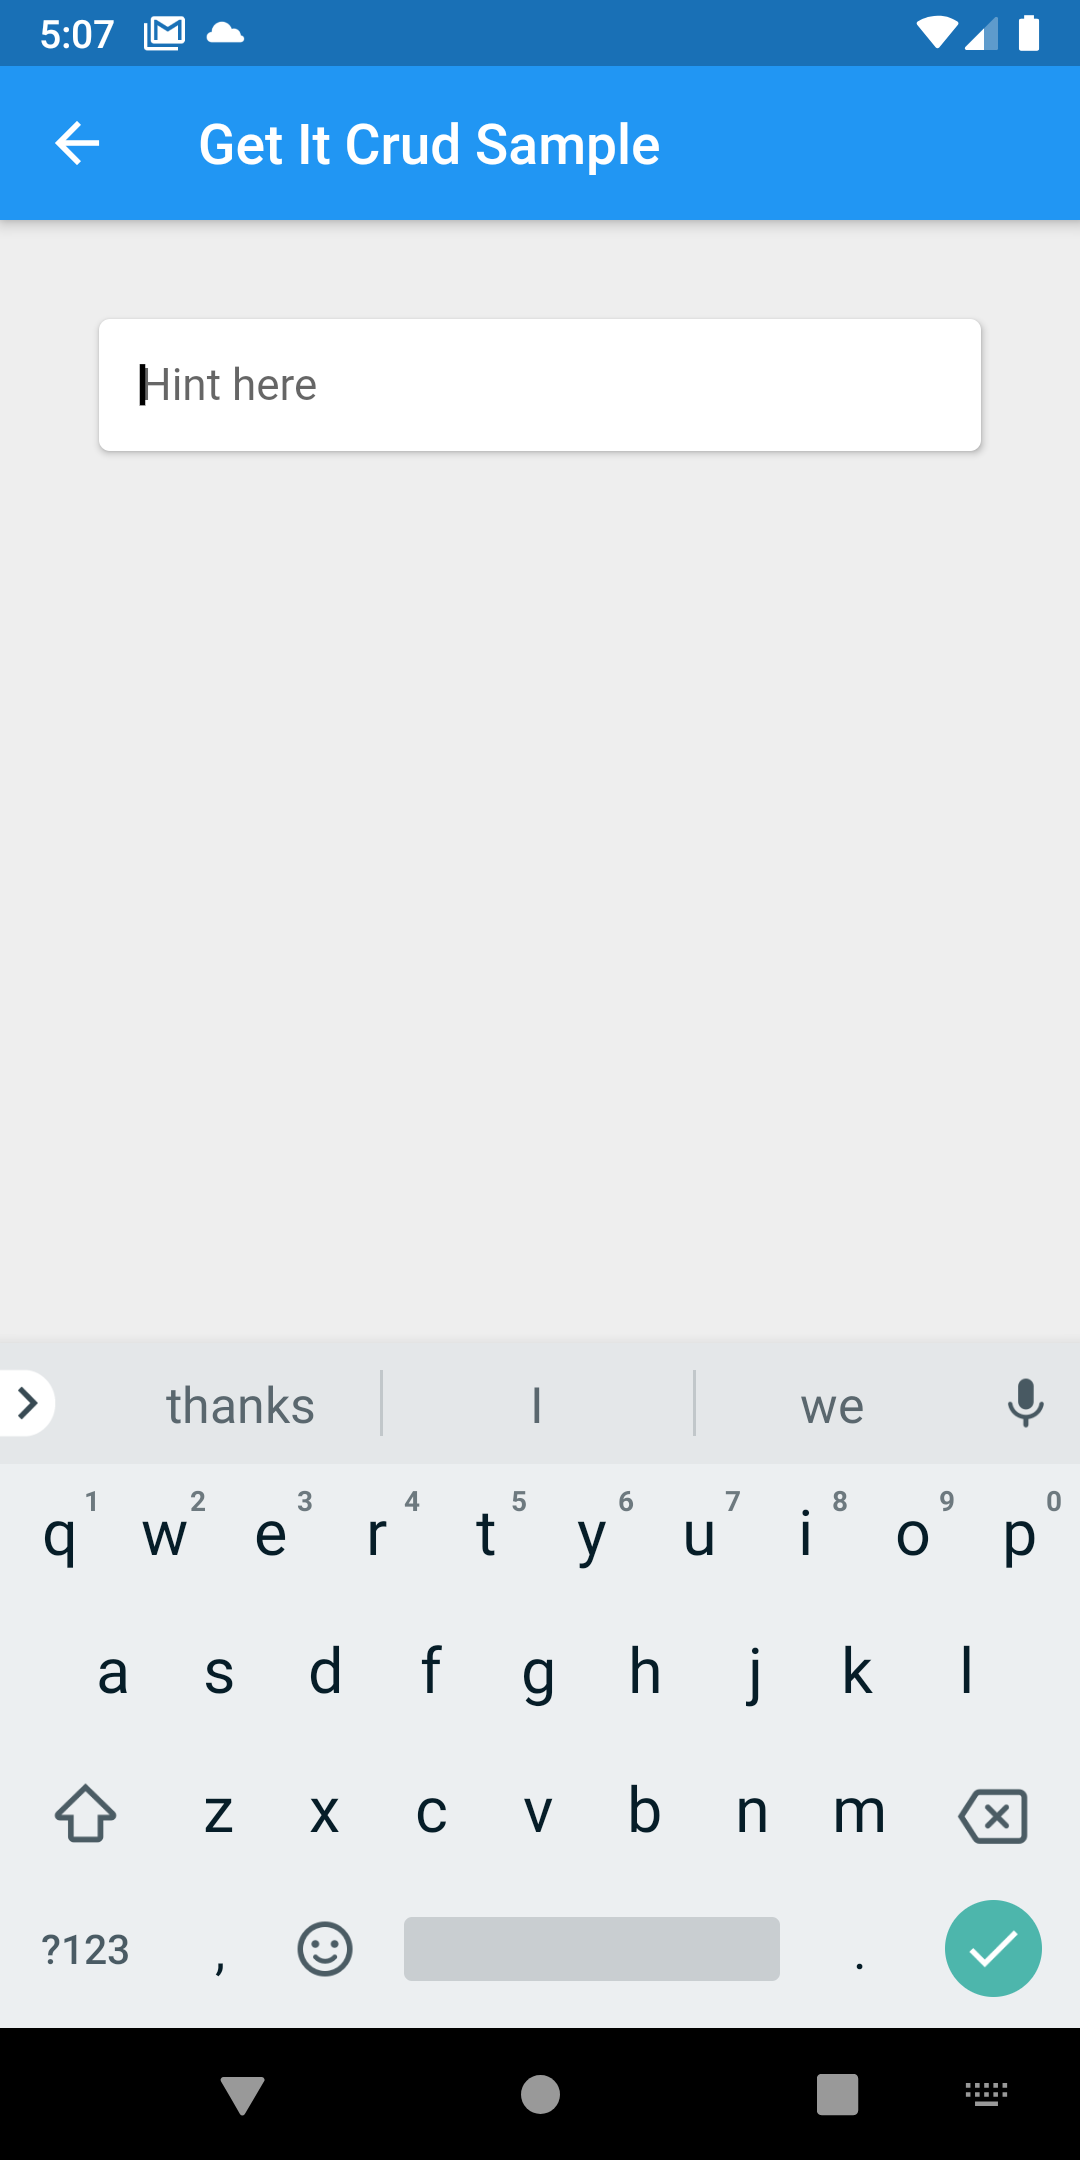 5:07
Get It Crud Sample
Hint here
thanks I we
1 2 3 4 5 6 7 8 9 0
q w e r t y u i o p
a s d f g h j k l
z x c v b n m
?123 , .